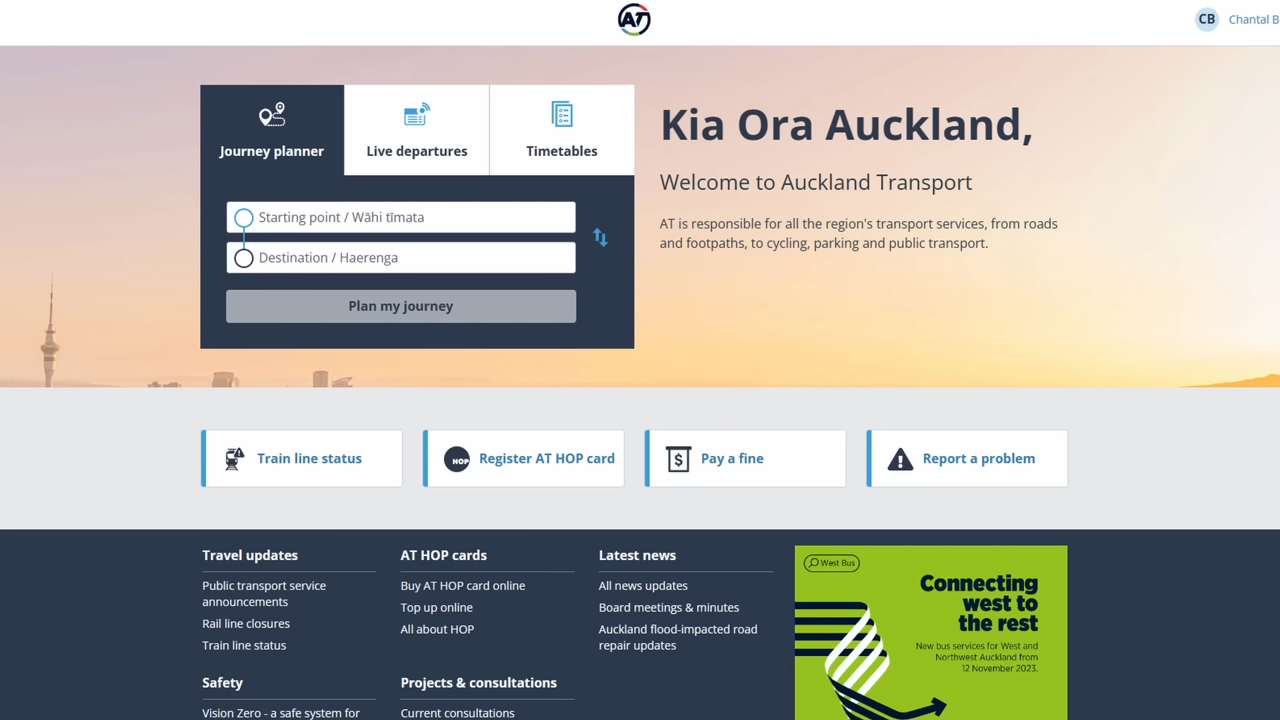 AT
CB
Chantal B
Journey planner
Live departures
Timetables
Starting point / Wāhi tīmata
Destination / Haerenga
Plan my journey
Kia Ora Auckland,
Welcome to Auckland Transport
AT is responsible for all the region's transport services, from roads
and footpaths, to cycling, parking and public transport.
Train line status
HOP
Register AT HOP card
$
Pay a fine
Report a problem
Travel updates
Public transport service
announcements
Rail line closures
Train line status
AT HOP cards
Buy AT HOP card online
Top up online
All about HOP
Latest news
All news updates
Board meetings & minutes
Auckland flood-impacted road
repair updates
West Bus
Connecting
west to
the rest
New bus services for West and
Northwest Auckland from
12 November 2023.
Safety
Vision Zero - a safe system for
Projects & consultations
Current consultations